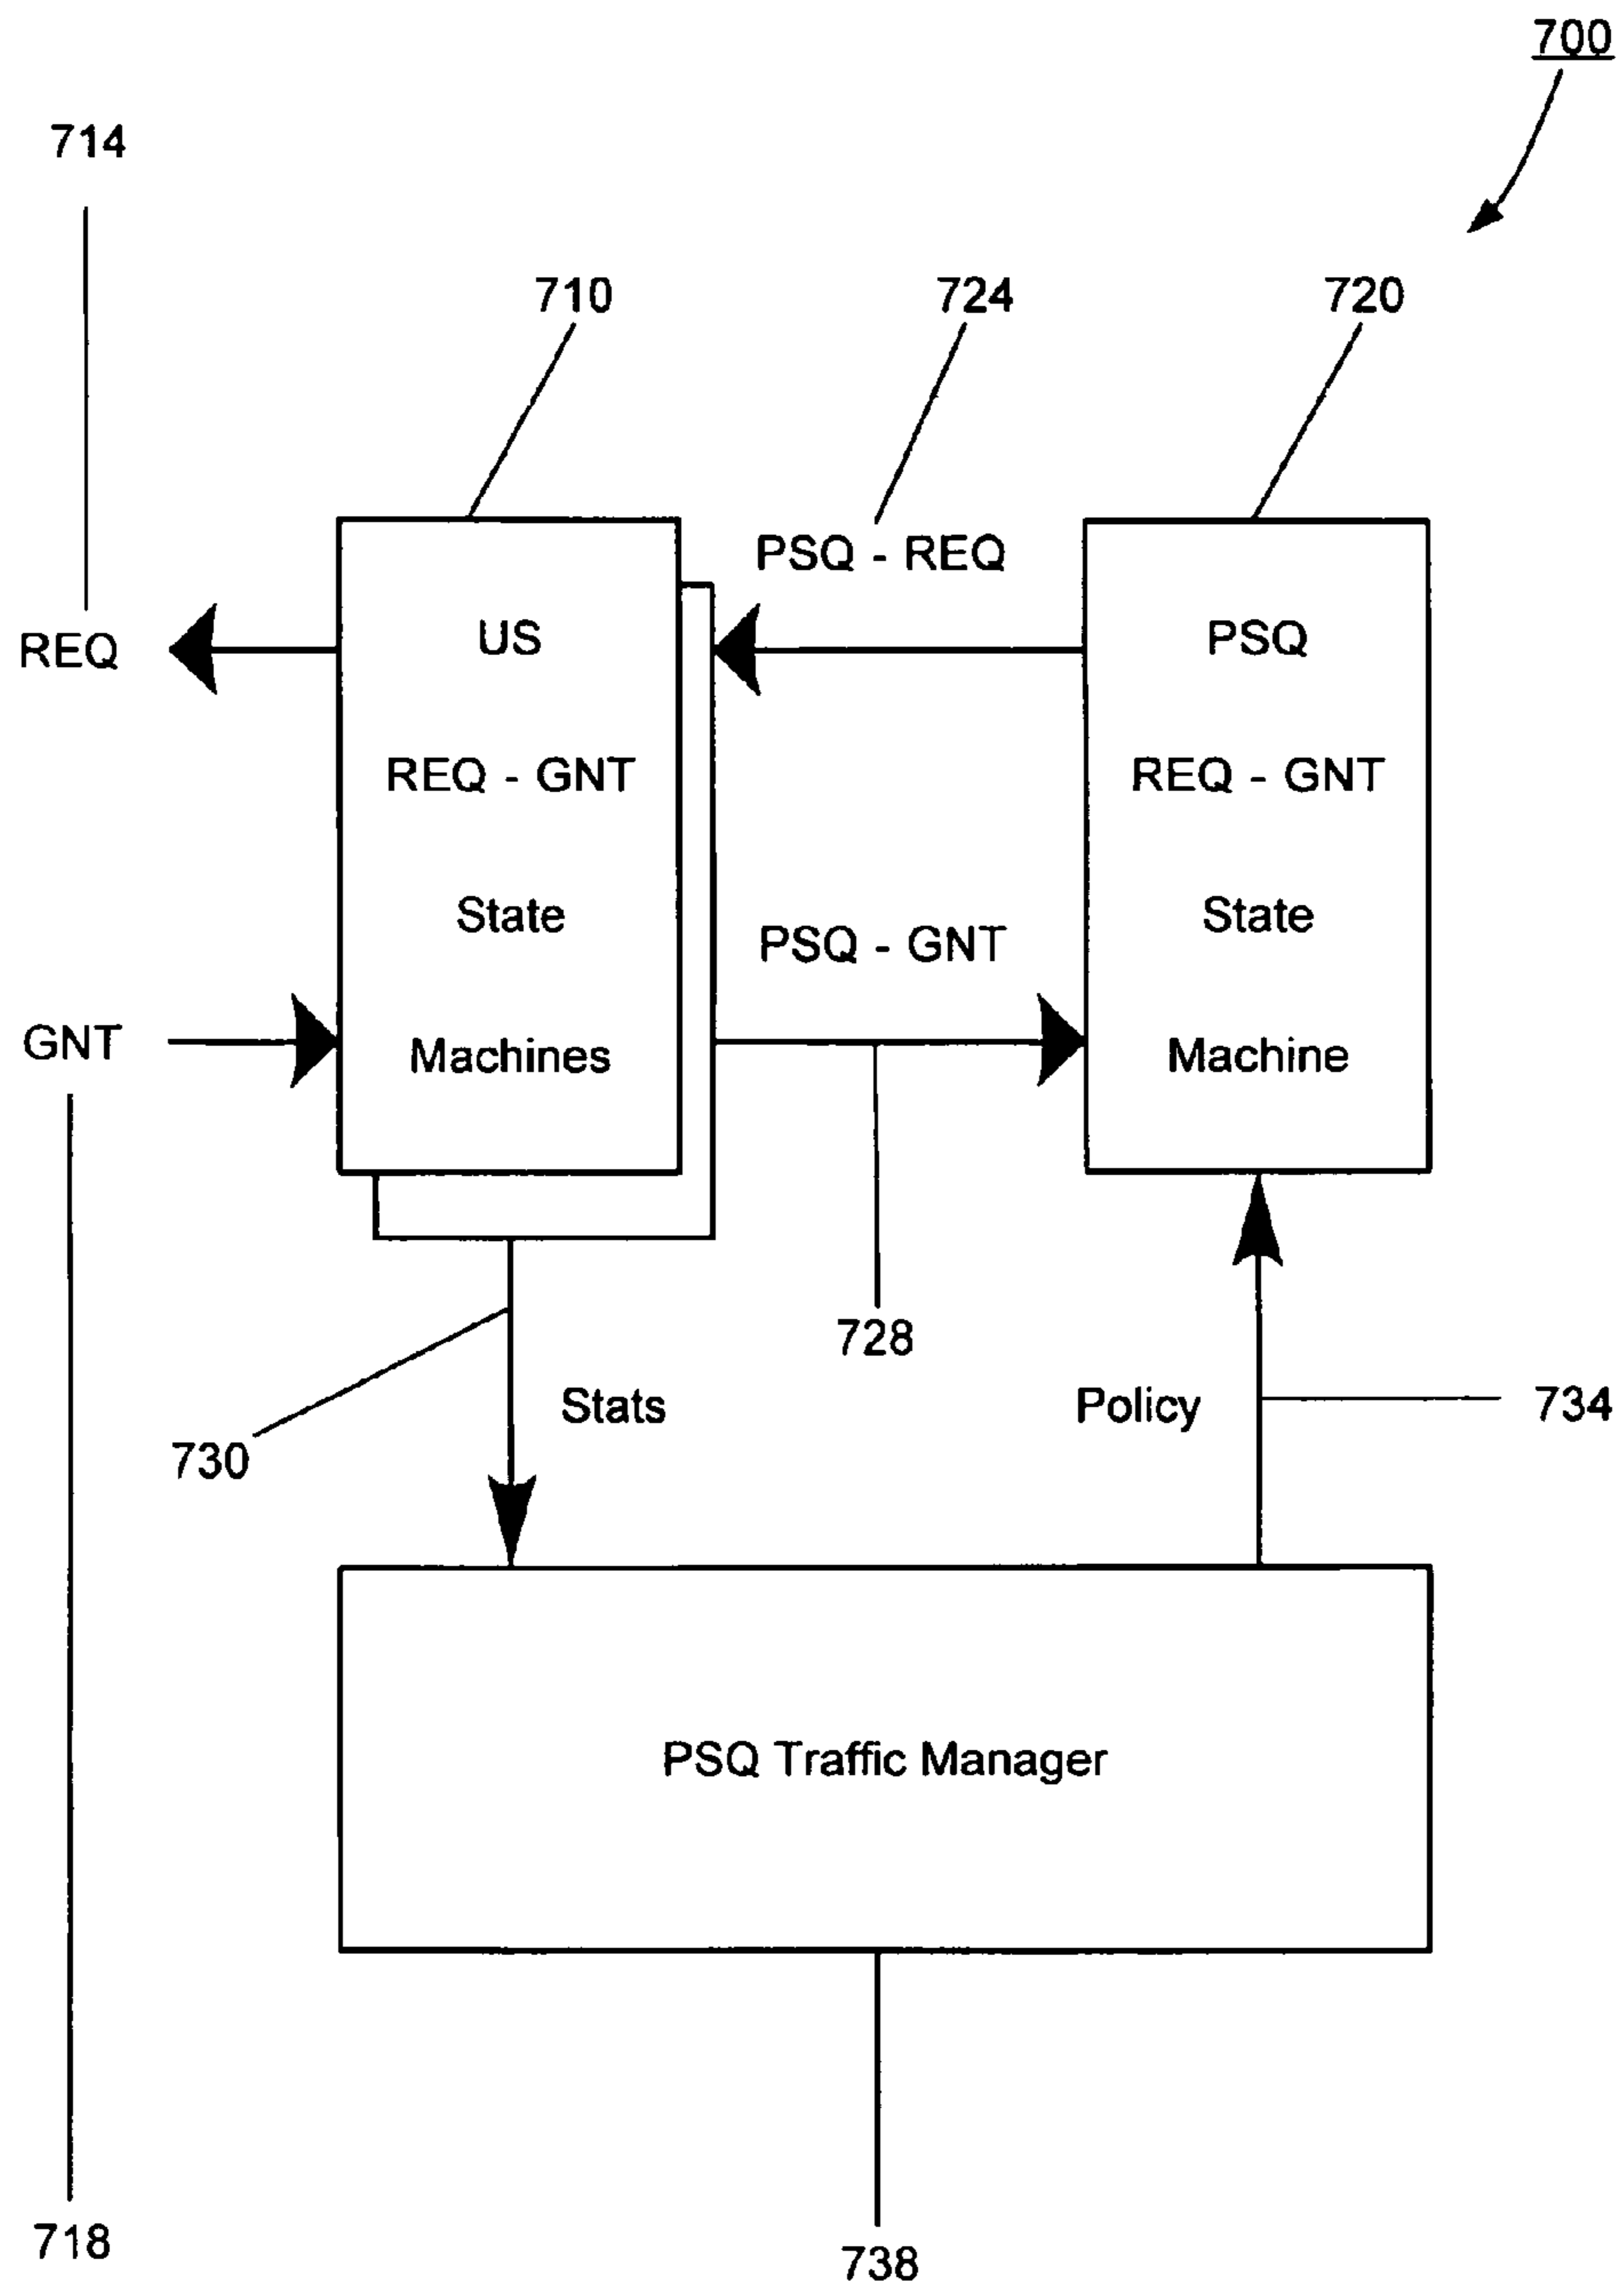 700
714
710
724
720
PSQ - REQ
REQ
US
REQ - GNT
State
Machines
PSQ
REQ - GNT
State
Machine
PSQ - GNT
GNT
728
Stats
Policy
734
730
PSQ Traffic Manager
718
738